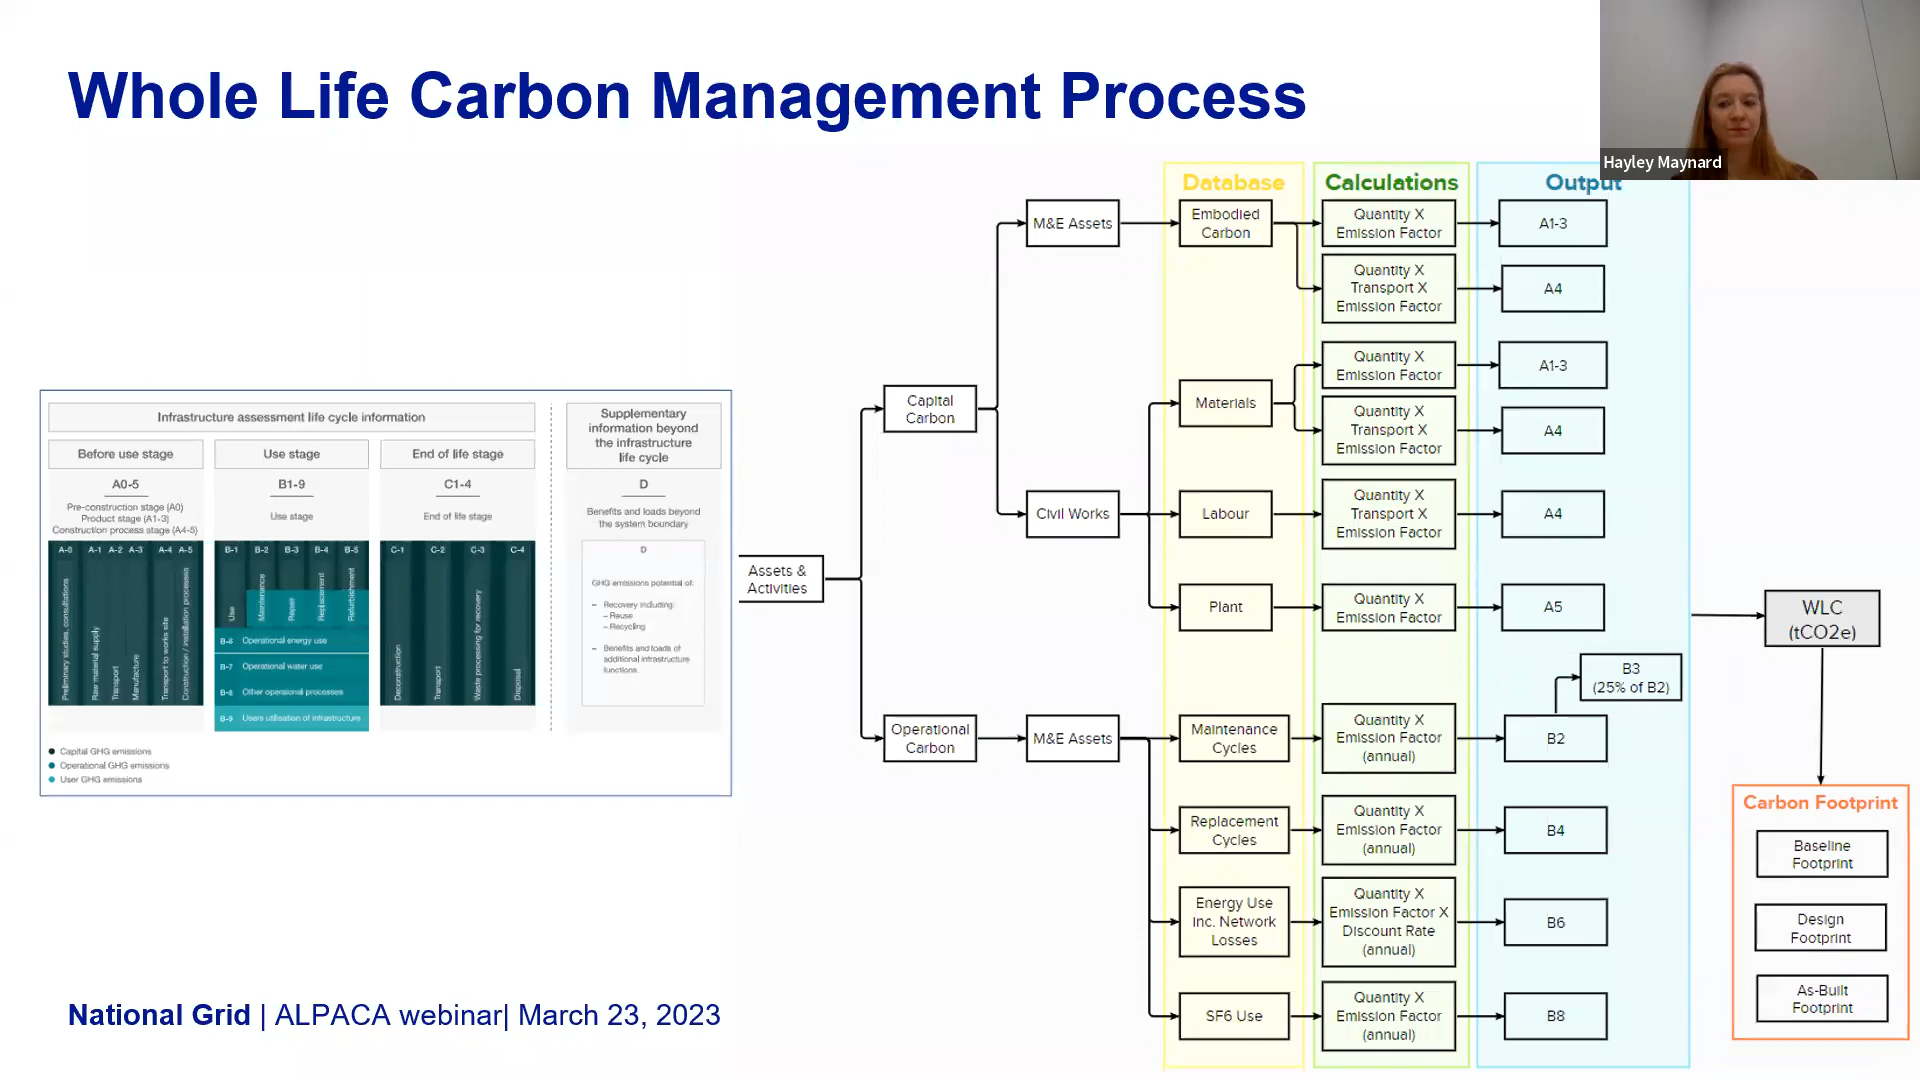 Whole Life Carbon Management Process
Hayley Maynard
Infrastructure assessment life cycle information
Supplementary
information beyond
the infrastructure
life cycle
Before use stage
Use stage
End of life stage
A0-5
Pre-construction stage (A0)
Product stage (A1-3)
Construction process stage (A4-5)
B1-9
Use stage
C1-4
End of life stage
D
Benefits and loads beyond
the system boundary
A-0
A-1
A-2
A-3
A-4
A-5
Preliminary studies, consultations
Raw material supply
Transport
Manufacture
Transport to works site
Construction / installation processes
B-1
B-2
B-3
B-4
B-5
Use
Maintenance
Repair
Replacement
Refurbishment
B-6 Operational energy use
B-7 Operational water use
B-8 Other operational processes
B-9 Users utilisation of infrastructure
C-1
C-2
C-3
C-4
Deconstruction
Transport
Waste processing for recovery
Disposal
D
GHG emissions potential of:
– Recovery including:
– Reuse
– Recycling
– Benefits and loads of
additional infrastructure
functions.
Capital GHG emissions
Operational GHG emissions
User GHG emissions
Assets &
Activities
Capital
Carbon
Operational
Carbon
M&E Assets
Civil Works
M&E Assets
Database
Embodied
Carbon
Materials
Labour
Plant
Maintenance
Cycles
Replacement
Cycles
Energy Use
inc. Network
Losses
SF6 Use
Calculations
Quantity X
Emission Factor
Quantity X
Transport X
Emission Factor
Quantity X
Emission Factor
Quantity X
Transport X
Emission Factor
Quantity X
Transport X
Emission Factor
Quantity X
Emission Factor
Quantity X
Emission Factor
(annual)
Quantity X
Emission Factor
(annual)
Quantity X
Emission Factor X
Discount Rate
(annual)
Quantity X
Emission Factor
(annual)
Output
A1-3
A4
A1-3
A4
A4
A5
B3
(25% of B2)
B2
B4
B6
B8
WLC
(tCO2e)
Carbon Footprint
Baseline
Footprint
Design
Footprint
As-Built
Footprint
National Grid | ALPACA webinar| March 23, 2023